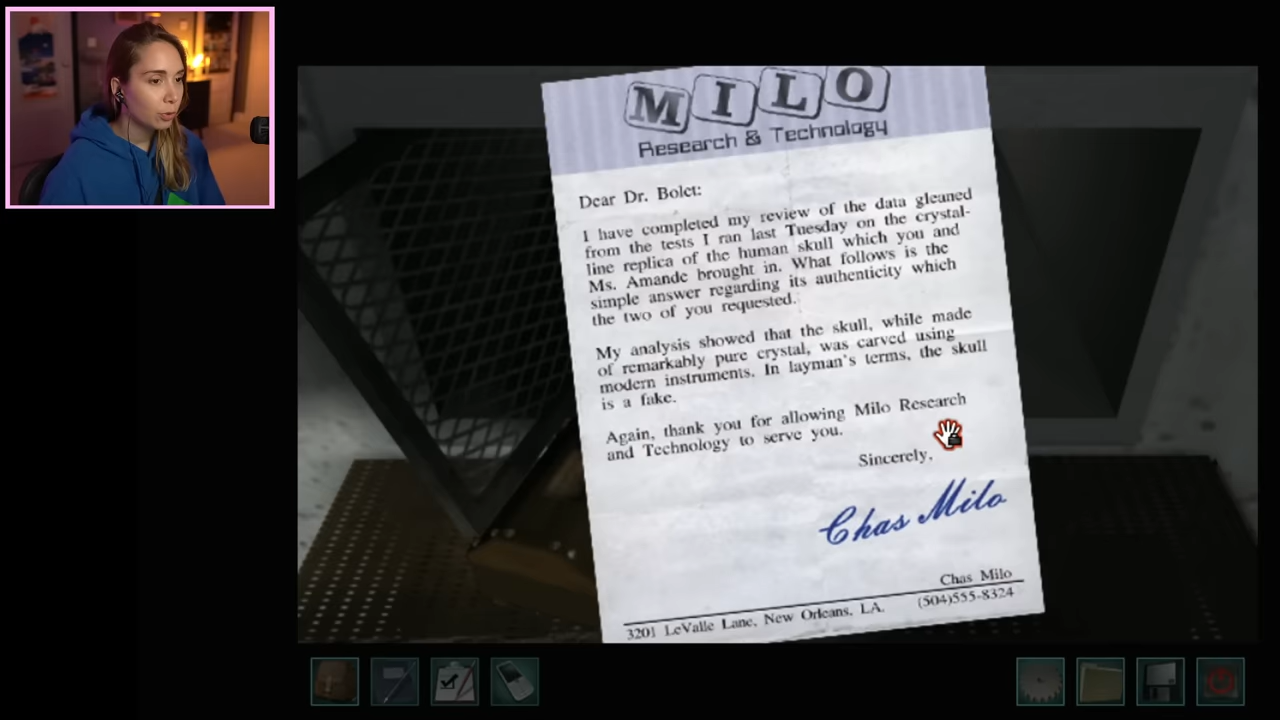 MILO
Research & Technology
Dear Dr. Bolet:
I have completed my review of the data gleaned
from the tests I ran last Tuesday on the crystal-
line replica of the human skull which you and
Ms. Amande brought in. What follows is the
simple answer regarding its authenticity which
the two of you requested.
My analysis showed that the skull, while made
of remarkably pure crystal, was carved using
modern instruments. In layman's terms, the skull
is a fake.
Again, thank you for allowing Milo Research
and Technology to serve you.
Sincerely,
Chas Milo
Chas Milo
3201 LeValle Lane, New Orleans, LA. (504)555-8324